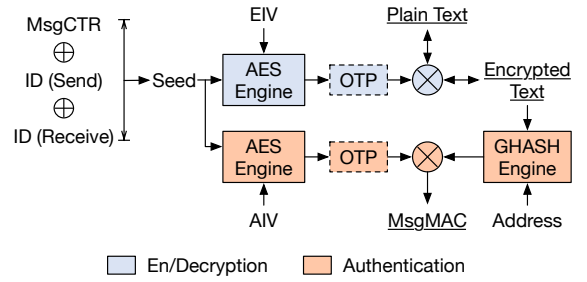 MsgCTR
EIV
Plain Text
ID (Send)
Seed
AES
Engine
OTP
Encrypted
Text
ID (Receive)
AES
Engine
OTP
GHASH
Engine
AIV
MsgMAC
Address
En/Decryption
Authentication